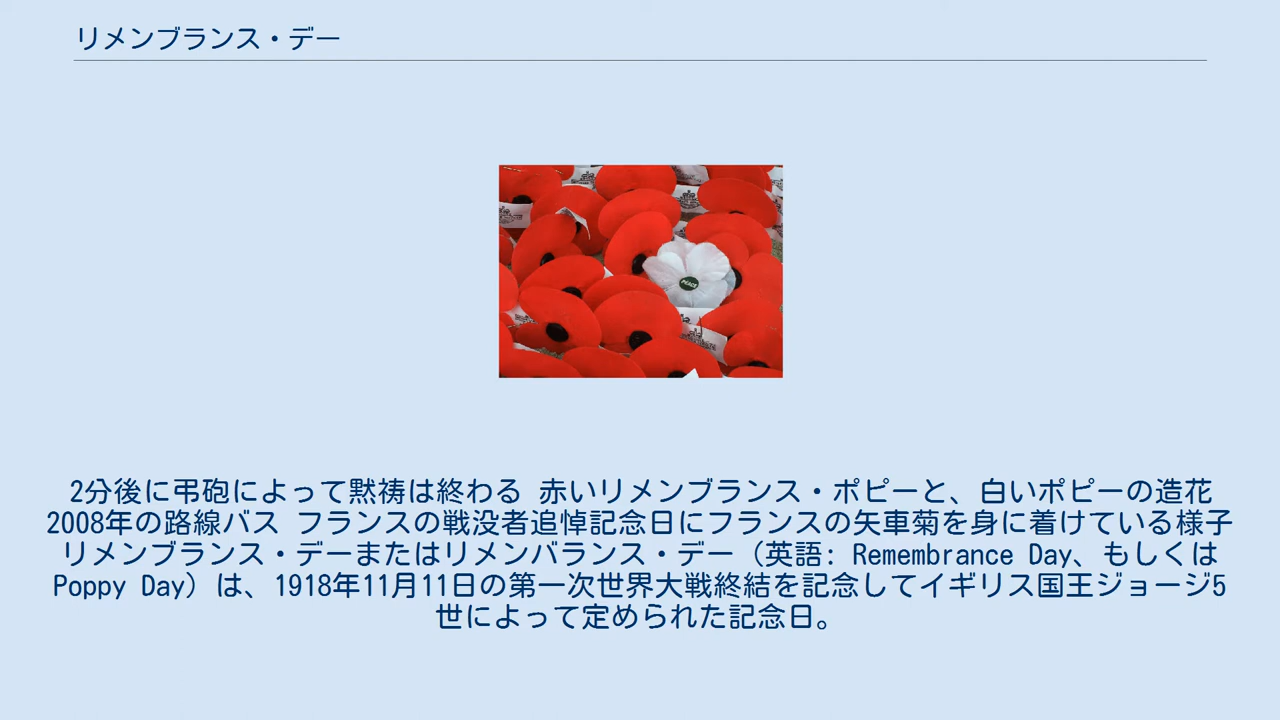 リメンブランス・デー
PEACE
2分後に弔砲によって黙祷は終わる 赤いリメンブランス・ポピーと、白いポピーの造花
2008年の路線バス フランスの戦没者追悼記念日にフランスの矢車菊を身に着けている様子
リメンブランス・デーまたはリメンバランス・デー（英語: Remembrance Day、もしくは
Poppy Day）は、1918年11月11日の第一次世界大戦終結を記念してイギリス国王ジョージ5
世によって定められた記念日。